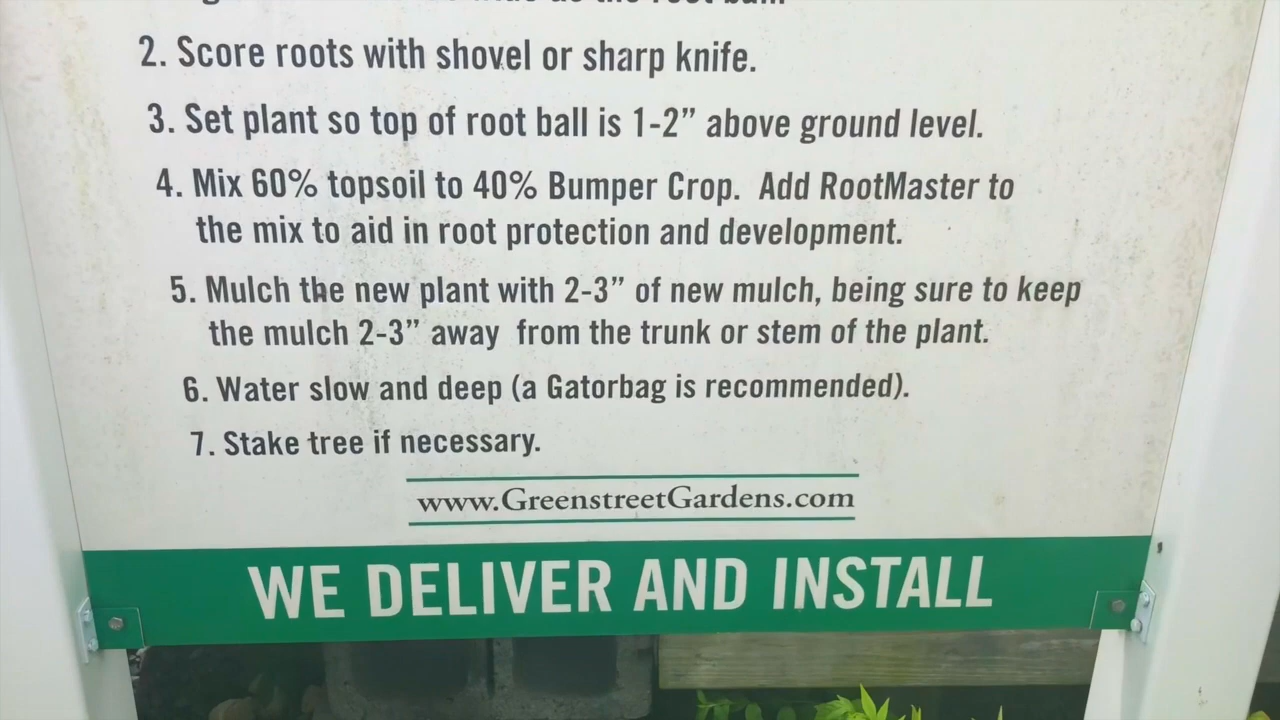 as the root ball.
2. Score roots with shovel or sharp knife.
3. Set plant so top of root ball is 1-2” above ground level.
4. Mix 60% topsoil to 40% Bumper Crop.  Add RootMaster to
the mix to aid in root protection and development.
5. Mulch the new plant with 2-3” of new mulch, being sure to keep
the mulch 2-3” away  from the trunk or stem of the plant.
6. Water slow and deep (a Gatorbag is recommended).
7. Stake tree if necessary.
www.GreenstreetGardens.com
WE DELIVER AND INSTALL